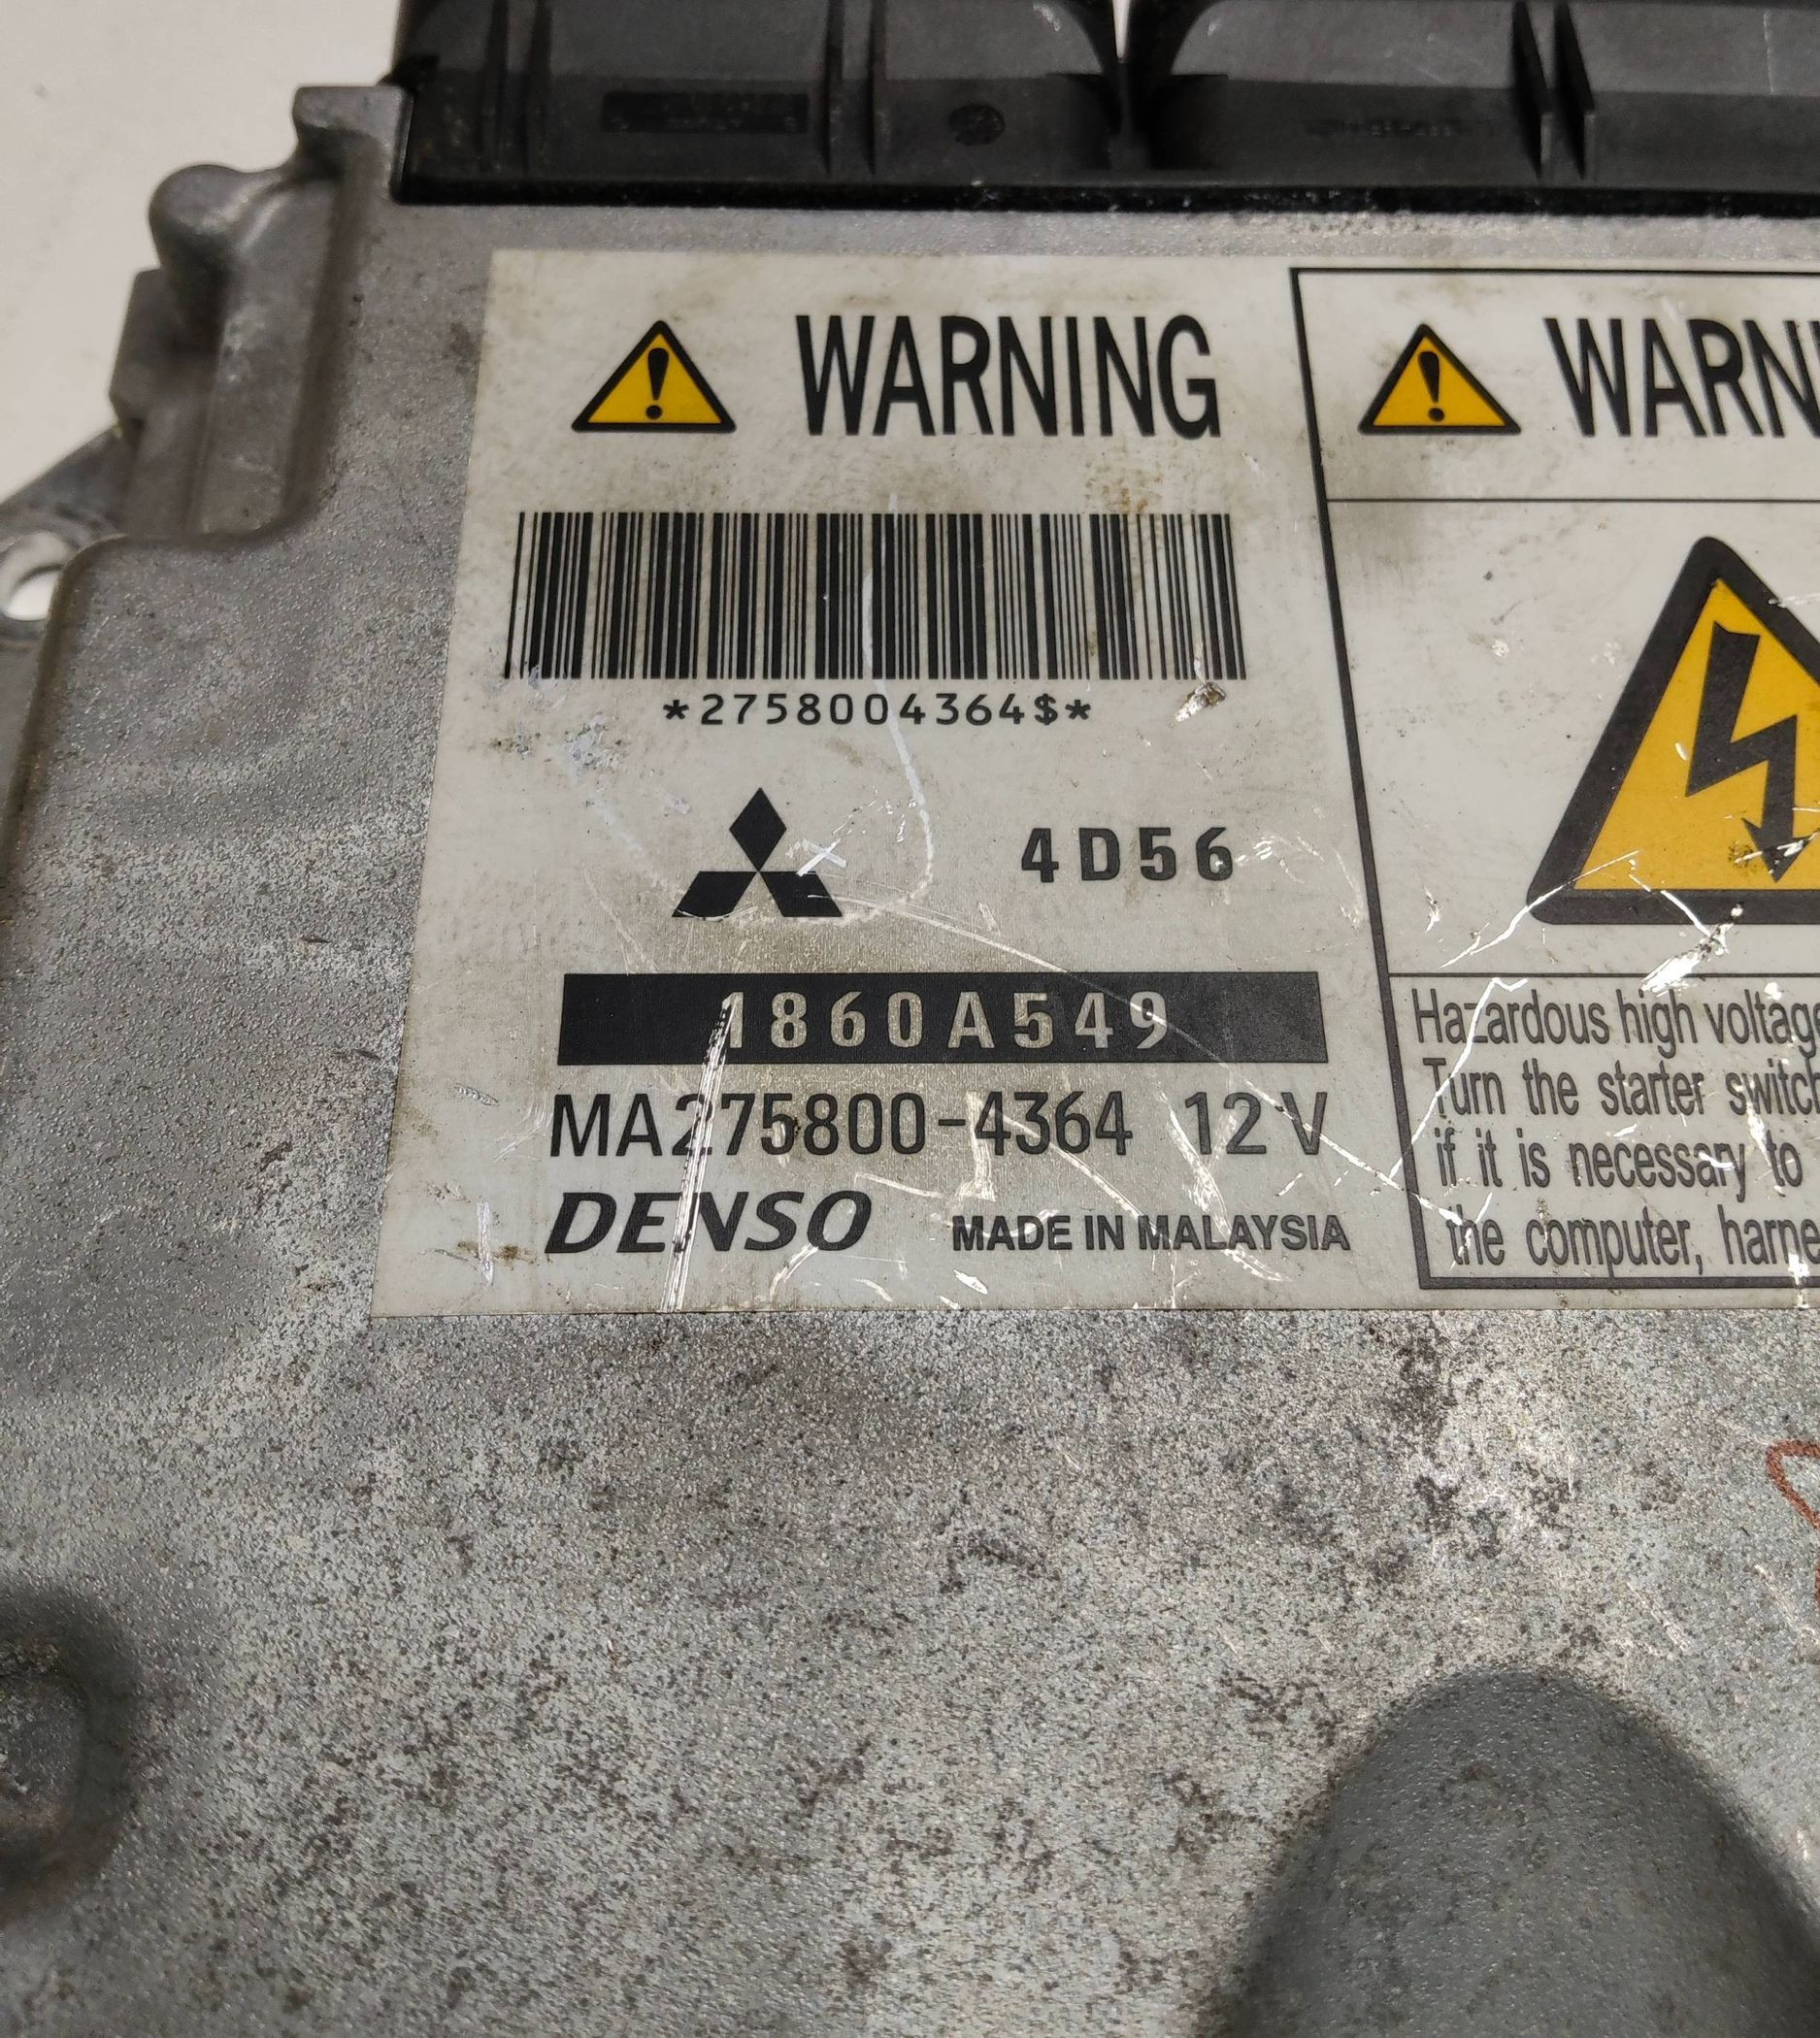 WARNING
*2758004364$*
4D56
1860A549
MA275800-4364 12V
DENSO MADE IN MALAYSIA
WARN
Hazardous high voltage
Turn the starter switch
if it is necessary to
the computer, harne